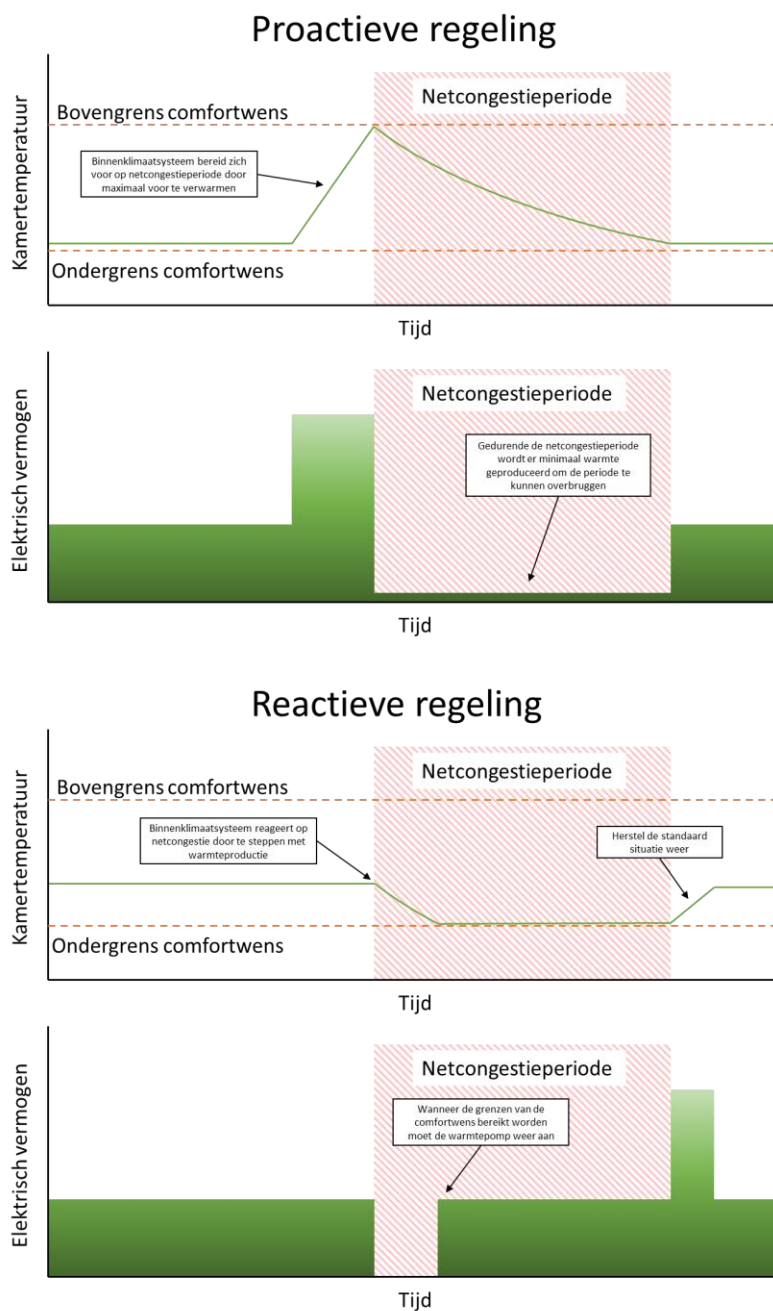 Proactieve regeling
Kamertemperatuur
Bovengrens comfortwens
Netcongestieperiode
Binnenklimaatsysteem bereid zich
voor op netcongestieperiode door
maximaal voor te verwarmen
Ondergrens comfortwens
Tijd
Elektrisch vermogen
Netcongestieperiode
Gedurende de netcongestieperiode
wordt er minimaal warmte
geproduceerd om de periode te
kunnen overbruggen
Tijd
Reactieve regeling
Kamertemperatuur
Netcongestieperiode
Bovengrens comfortwens
Binnenklimaatsysteem reageert op
netcongestie door te steppen met
warmteproductie
Herstel de standaard
situatie weer
Ondergrens comfortwens
Tijd
Elektrisch vermogen
Netcongestieperiode
Wanneer de grenzen van de
comfortwens bereikt worden
moet de warmtepomp weer aan
Tijd